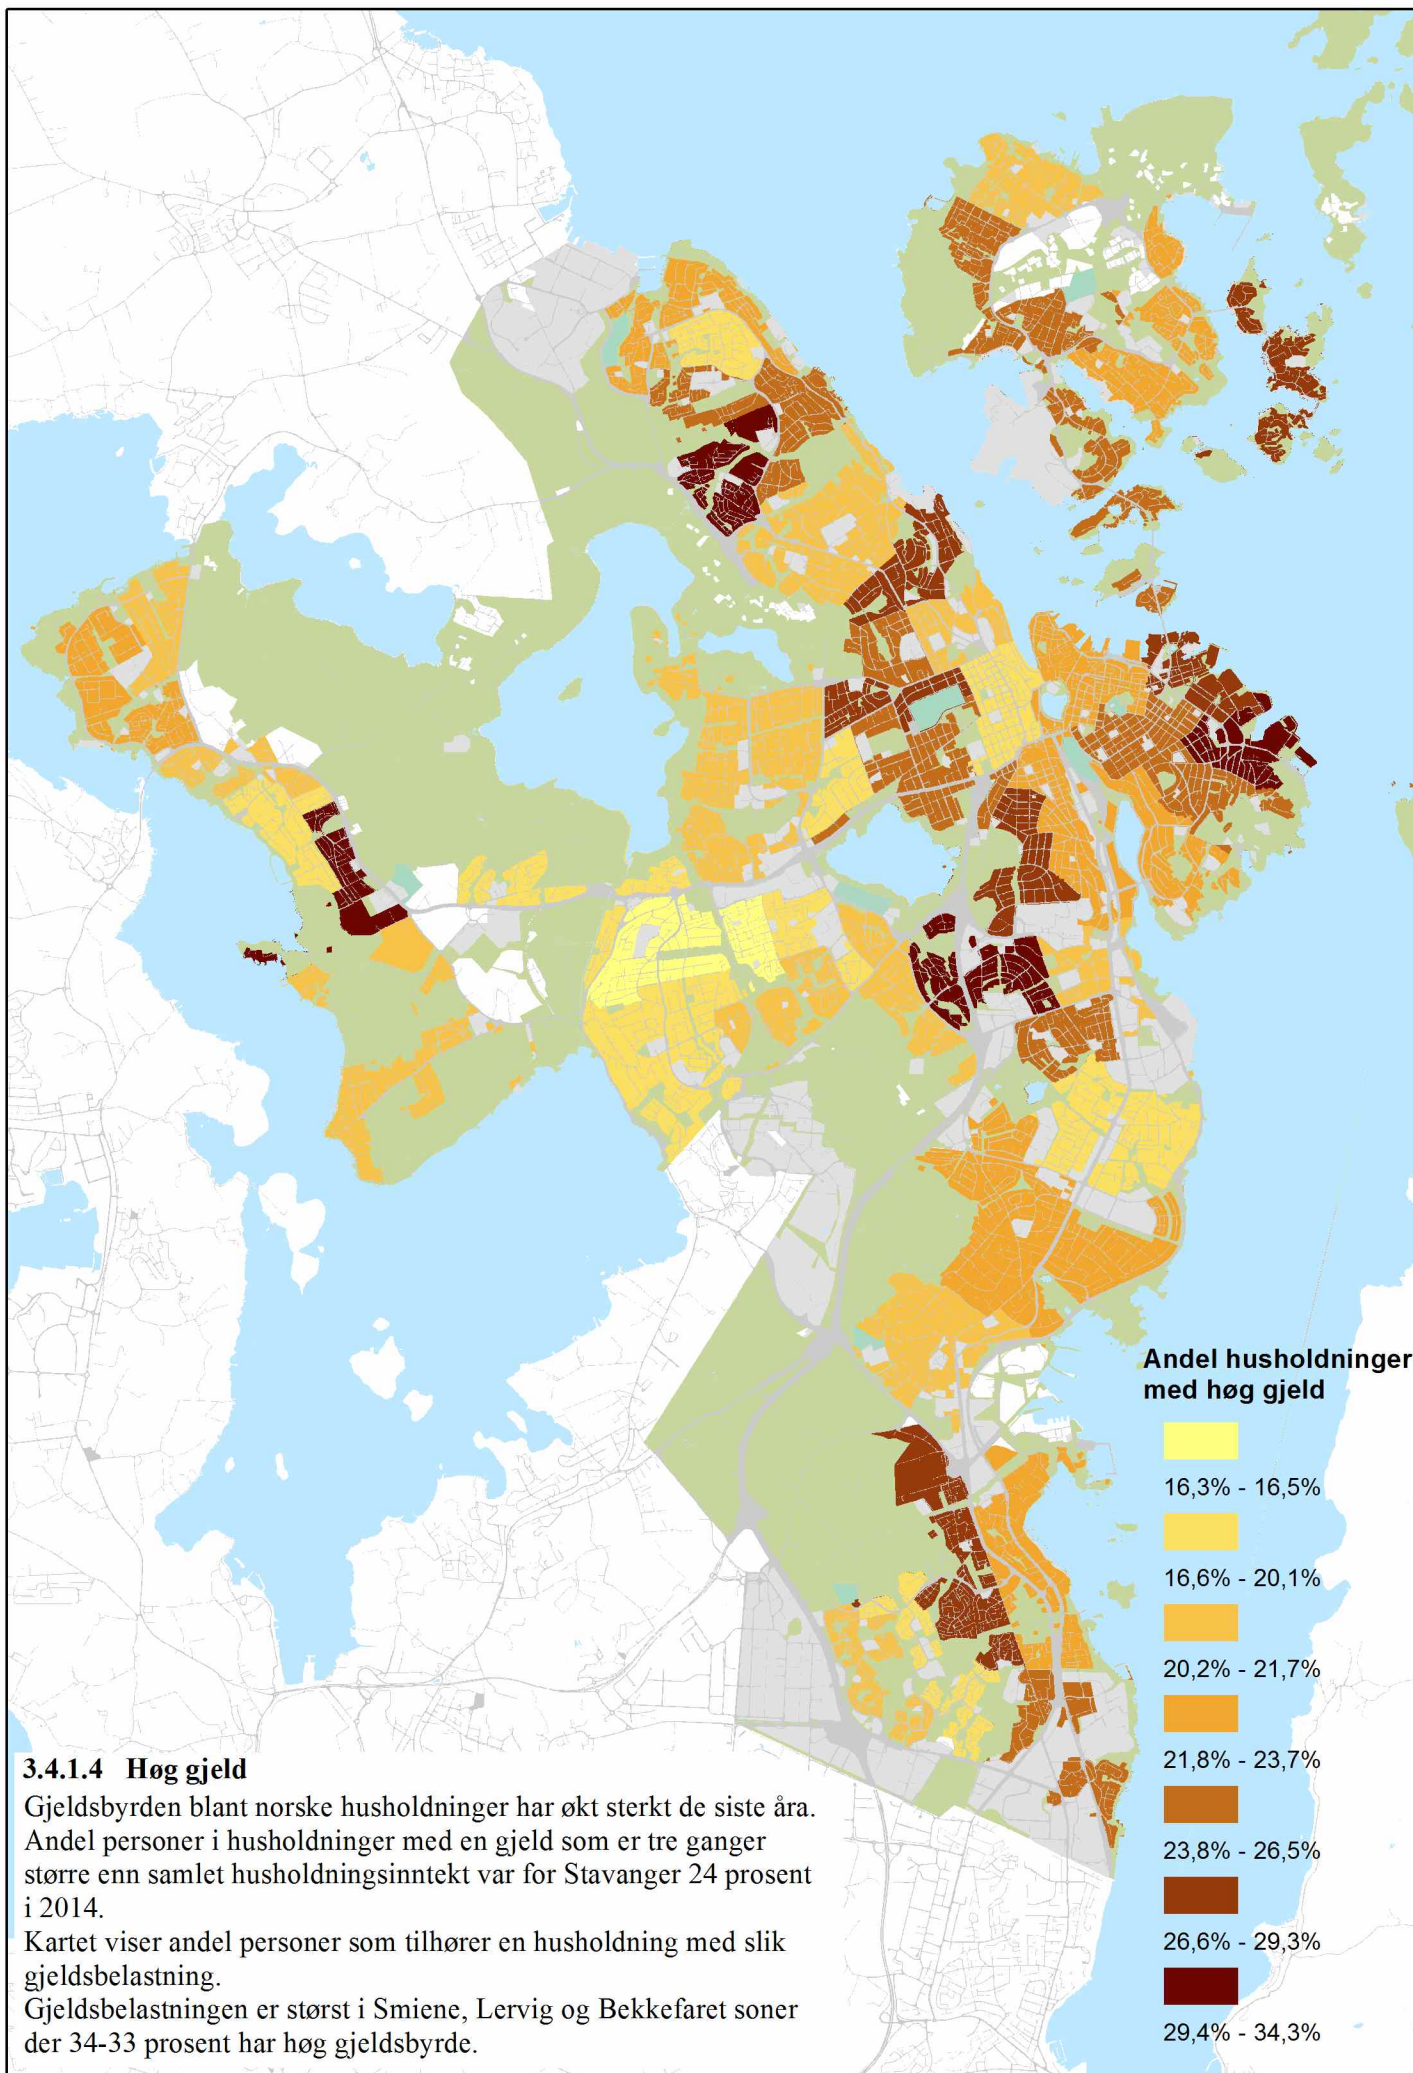 Andel husholdninger
med høg gjeld
16,3% - 16,5%
16,6% - 20,1%
20,2% - 21,7%
21,8% - 23,7%
23,8% - 26,5%
26,6% - 29,3%
29,4% - 34,3%
3.4.1.4 Høg gjeld
Gjeldsbyrden blant norske husholdninger har økt sterkt de siste åra.
Andel personer i husholdninger med en gjeld som er tre ganger
større enn samlet husholdningsinntekt var for Stavanger 24 prosent
i 2014.
Kartet viser andel personer som tilhører en husholdning med slik
gjeldsbelastning.
Gjeldsbelastningen er størst i Smiene, Lervig og Bekkefaret soner
der 34-33 prosent har høg gjeldsbyrde.